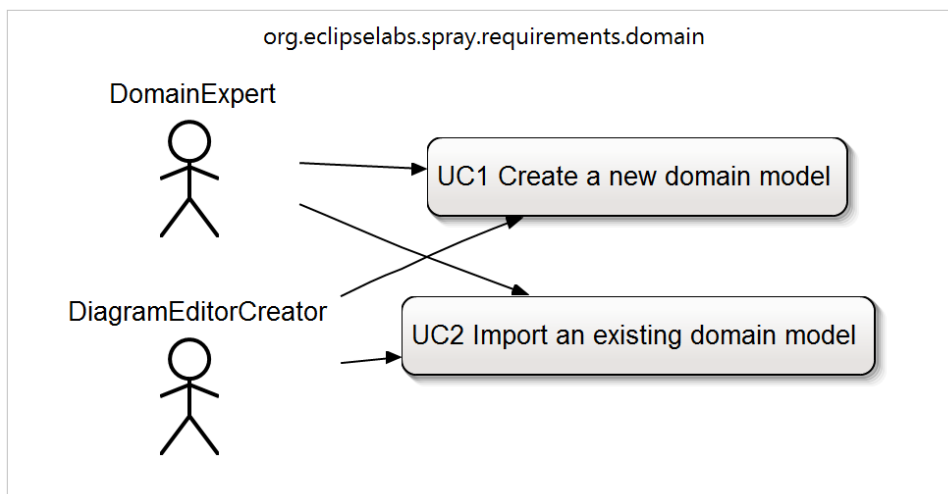 org.eclipselabs.spray.requirements.domain
DomainExpert
UC1 Create a new domain model
DiagramEditorCreator
UC2 Import an existing domain model